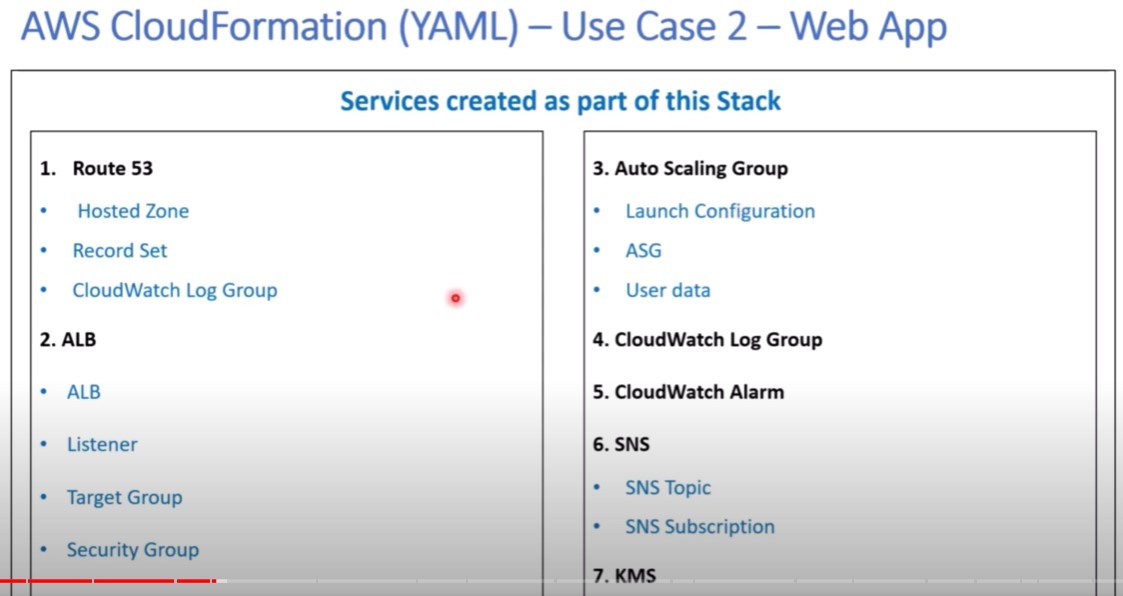 AWS CloudFormation (YAML) – Use Case 2 – Web App
Services created as part of this Stack
1. Route 53
• Hosted Zone
• Record Set
• CloudWatch Log Group
2. ALB
• ALB
• Listener
• Target Group
• Security Group
3. Auto Scaling Group
• Launch Configuration
• ASG
• User data
4. CloudWatch Log Group
5. CloudWatch Alarm
6. SNS
• SNS Topic
• SNS Subscription
7. KMS